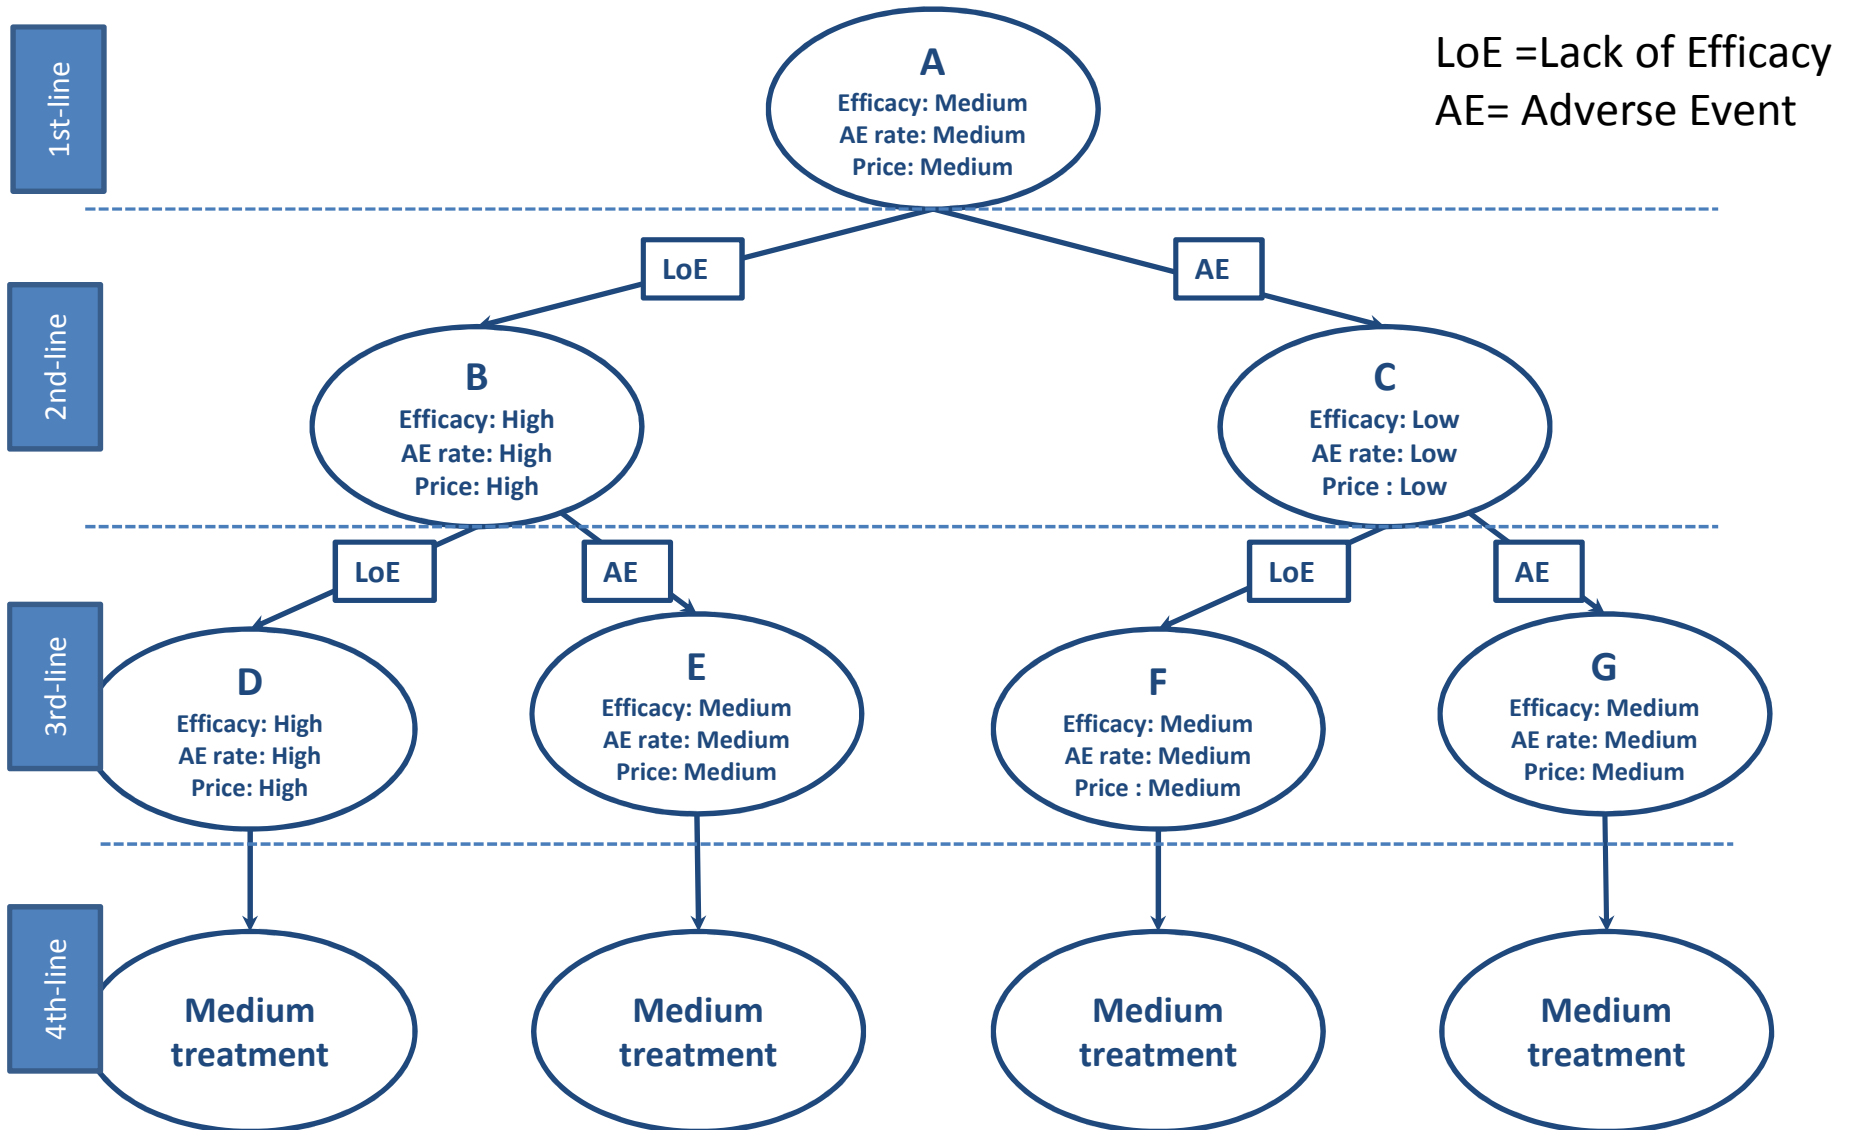 1st-line
A
Efficacy: Medium
AE rate: Medium
Price: Medium
LoE =Lack of Efficacy
AE= Adverse Event
LoE
AE
2nd-line
B
Efficacy: High
AE rate: High
Price: High
C
Efficacy: Low
AE rate: Low
Price : Low
LoE
AE
LoE
AE
3rd-line
D
Efficacy: High
AE rate: High
Price: High
E
Efficacy: Medium
AE rate: Medium
Price: Medium
F
Efficacy: Medium
AE rate: Medium
Price : Medium
G
Efficacy: Medium
AE rate: Medium
Price: Medium
4th-line
Medium
treatment
Medium
treatment
Medium
treatment
Medium
treatment